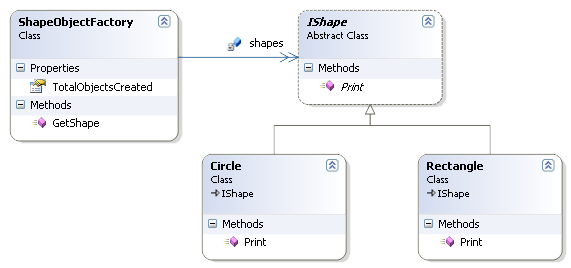 ShapeObjectFactory
Class
Properties
TotalObjectsCreated
Methods
GetShape
shapes
IShape
Abstract Class
Methods
Print
Circle
Class
IShape
Methods
Print
Rectangle
Class
IShape
Methods
Print